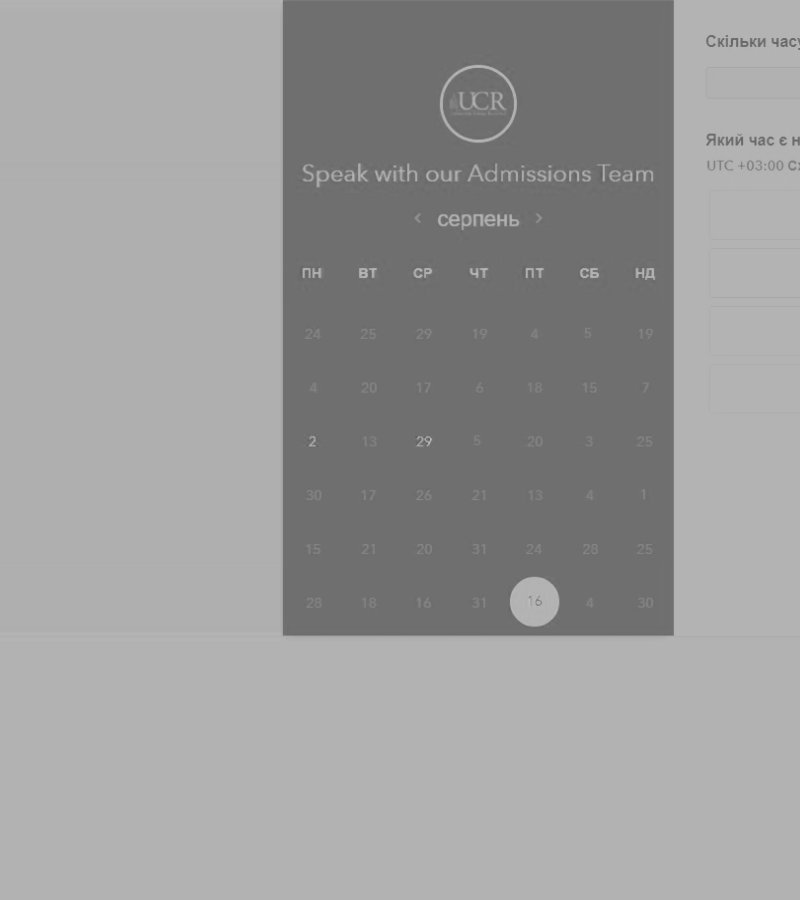 UCR
Speak with our Admissions Team
серпень
ПН ВТ СР ЧТ ПТ СБ НД
24 25 29 19 4 5 19
4 20 17 6 18 15 7
2 13 29 5 20 3 25
30 17 26 21 13 4 1
15 21 20 31 24 28 25
28 18 16 31 16 4 30
Скільки часу
Який час є
UTC +03:00